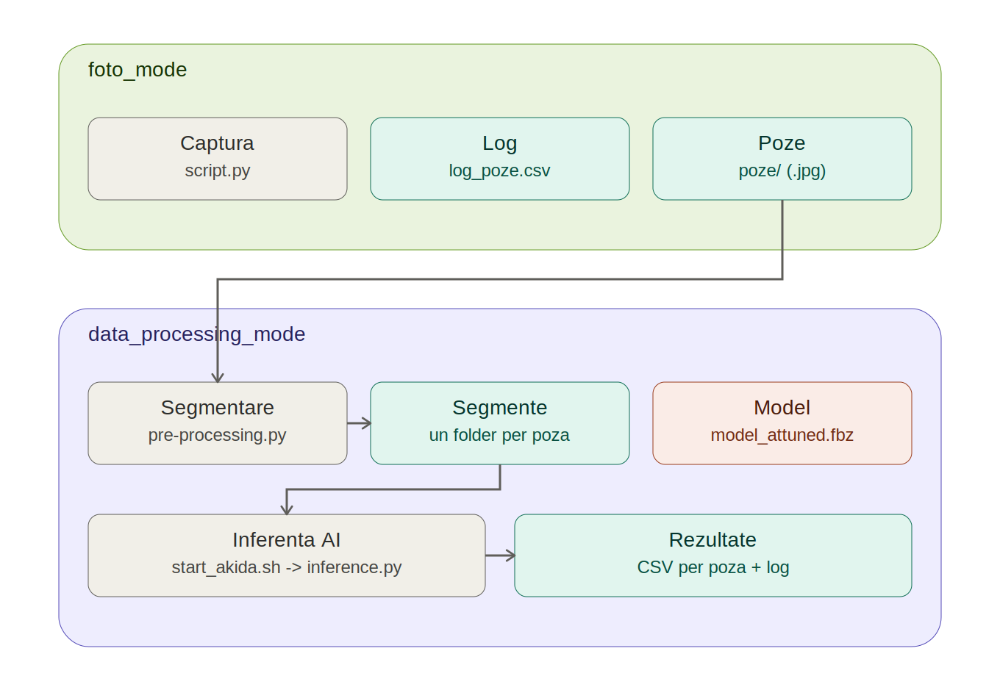 foto_mode
Captura
script.py
Log
log_poze.csv
Poze
poze/ (.jpg)
data_processing_mode
Segmentare
pre-processing.py
Segmente
un folder per poza
Model
model_attuned.fbz
Inferenta AI
start_akida.sh -> inference.py
Rezultate
CSV per poza + log